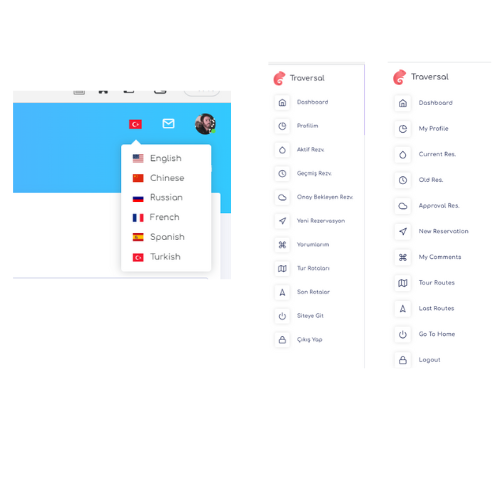 English
Chinese
Russian
French
Spanish
Turkish
Traversal
Dashboard
Profilim
Aktif Rezv.
Geçmiş Rezv.
Onay Bekleyen Rezv.
Yeni Rezervasyon
Yorumlarım
Tur Rotaları
Son Rotalar
Siteye Git
Çıkış Yap
Traversal
Dashboard
My Profile
Current Res.
Old Res.
Approval Res.
New Reservation
My Comments
Tour Routes
Last Routes
Go To Home
Logout